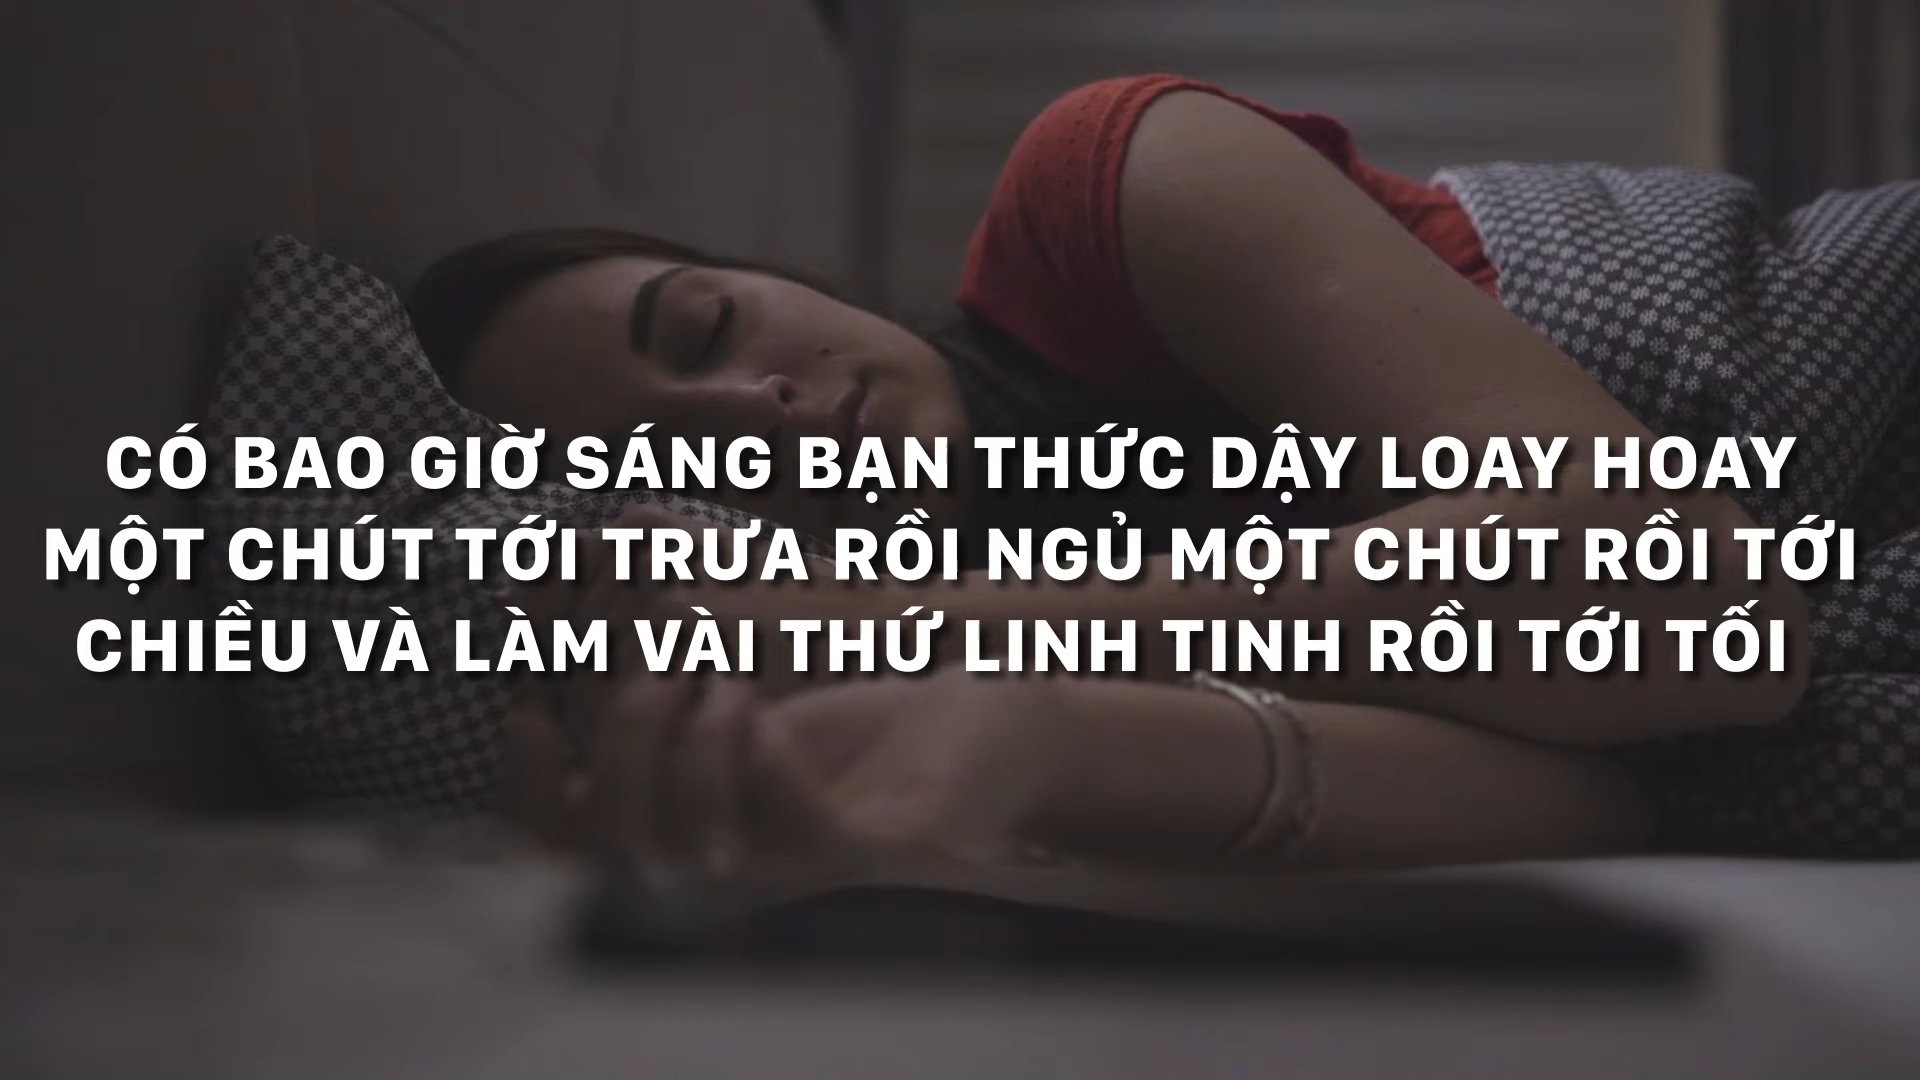 CÓ BAO GIỜ SÁNG BẠN THỨC DẬY LOAY HOAY
MỘT CHÚT TỚI TRƯA RỒI NGỦ MỘT CHÚT RỒI TỚI
CHIỀU VÀ LÀM VÀI THỨ LINH TINH RỒI TỚI TỐI